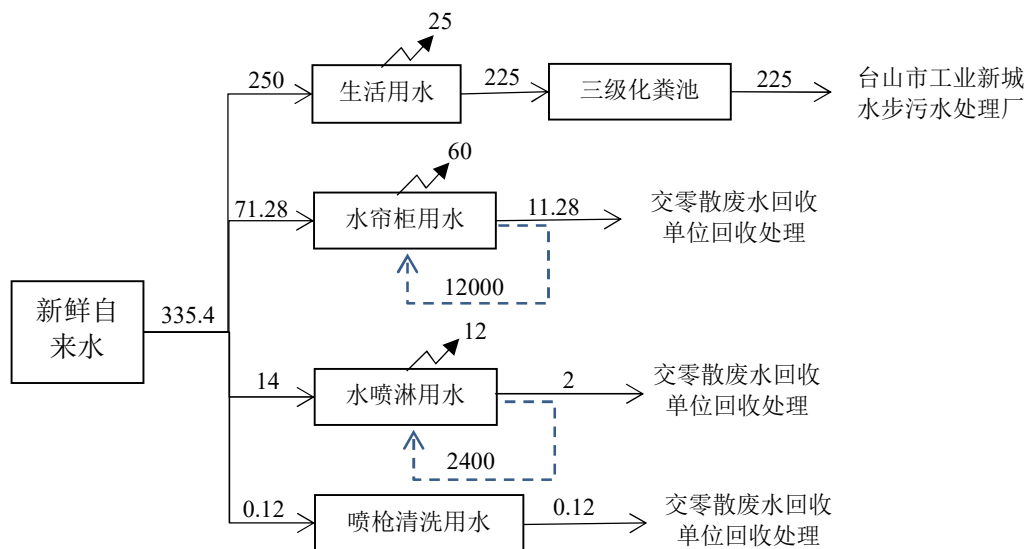 25
250
生活用水
225
三级化粪池
225
台山市工业新城
水步污水处理厂
60
71.28
水帘柜用水
11.28
交零散废水回收
单位回收处理
12000
新鲜自
来水
335.4
12
14
水喷淋用水
2
交零散废水回收
单位回收处理
2400
0.12
喷枪清洗用水
0.12
交零散废水回收
单位回收处理